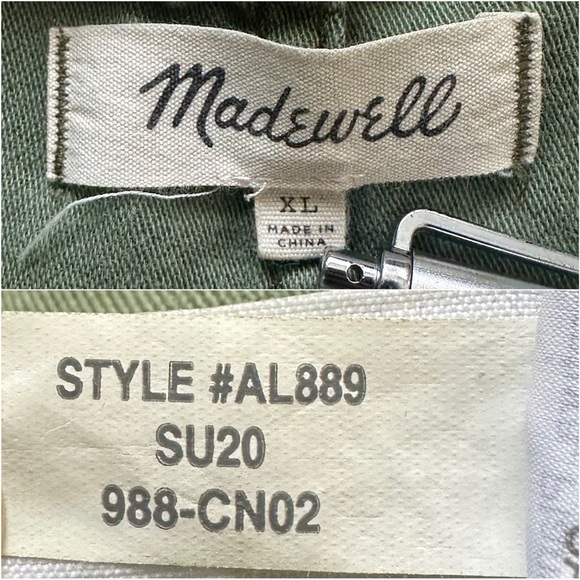 Madewell
XL
MADE IN
CHINA
STYLE #AL889
SU20
988-CN02